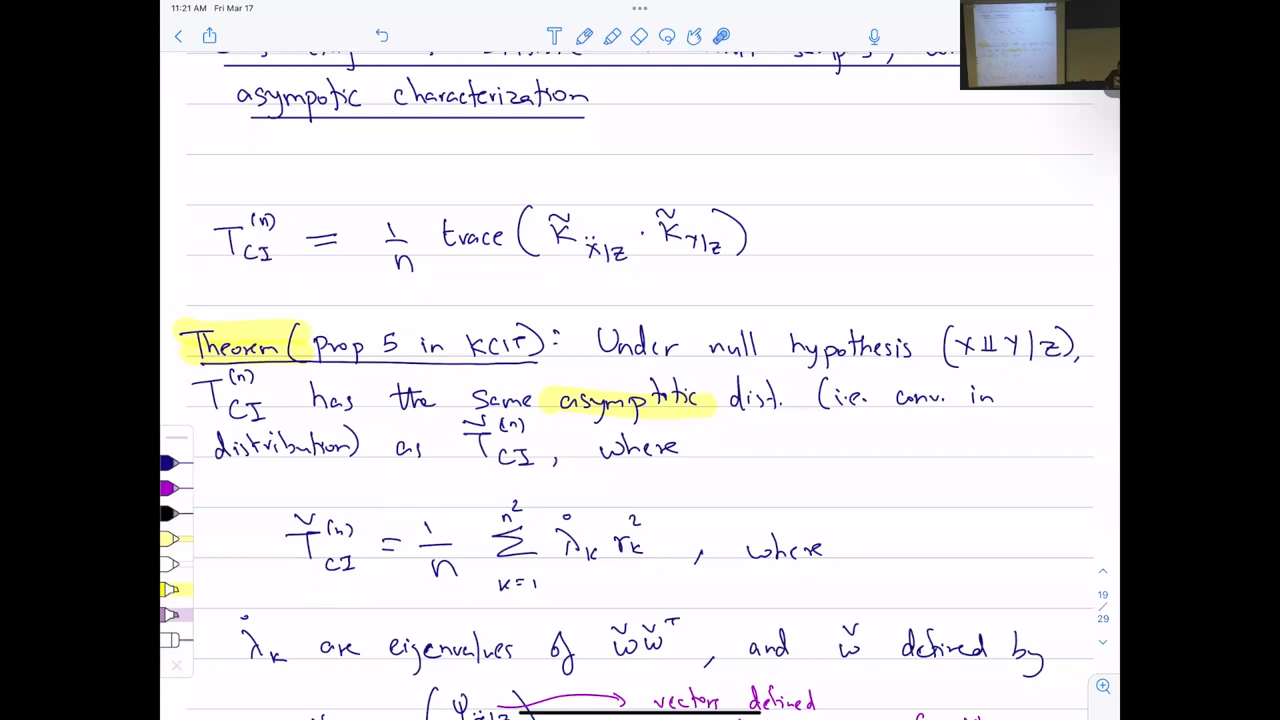 11:21 AM Fri Mar 17
asympotic characterization
T_CI^(n) = 1/n trace ( K̃_Ẍ|Z · K̃_Y|Z )
Theorem (prop 5 in KCIT): Under null hypothesis (X ⫫ Y | Z),
T_CI^(n) has the same asymptotic dist. (i.e. conv. in
distribution) as Ť_CI^(n), where
Ť_CI^(n) = 1/n Σ_{k=1}^{n²} λ̊_k r_k², where
λ̊_k are eigenvalues of w̌w̌^T, and w̌ defined by
vectors defined
19
/
29